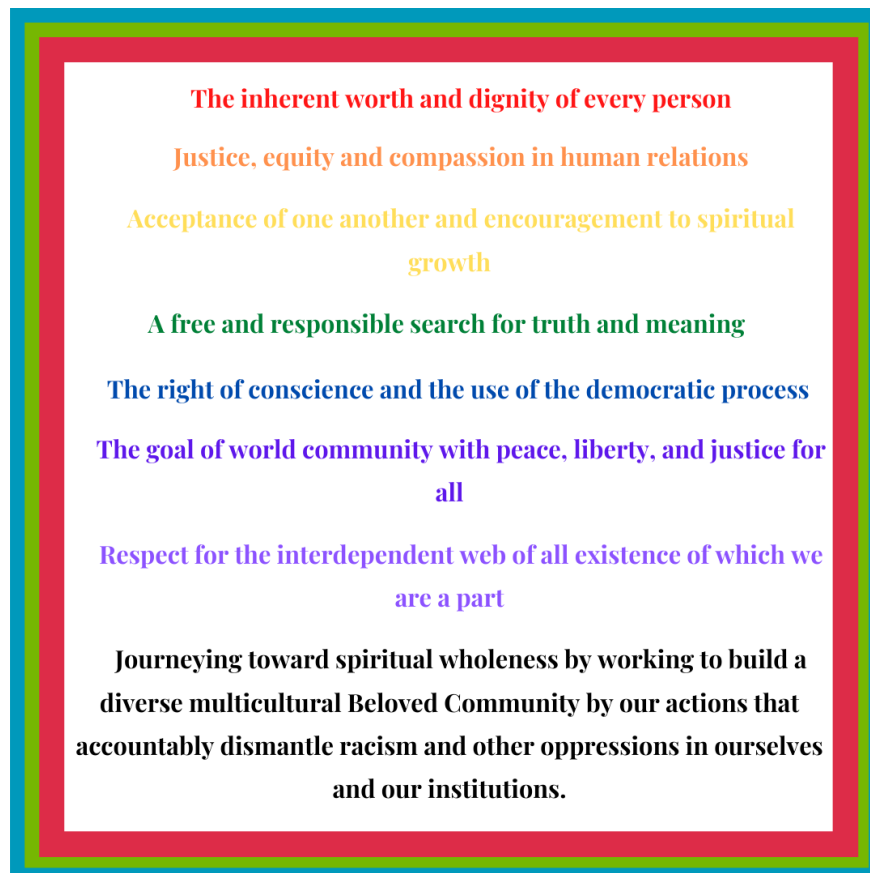 The inherent worth and dignity of every person
Justice, equity and compassion in human relations
Acceptance of one another and encouragement to spiritual
growth
A free and responsible search for truth and meaning
The right of conscience and the use of the democratic process
The goal of world community with peace, liberty, and justice for
all
Respect for the interdependent web of all existence of which we
are a part
Journeying toward spiritual wholeness by working to build a
diverse multicultural Beloved Community by our actions that
accountably dismantle racism and other oppressions in ourselves
and our institutions.